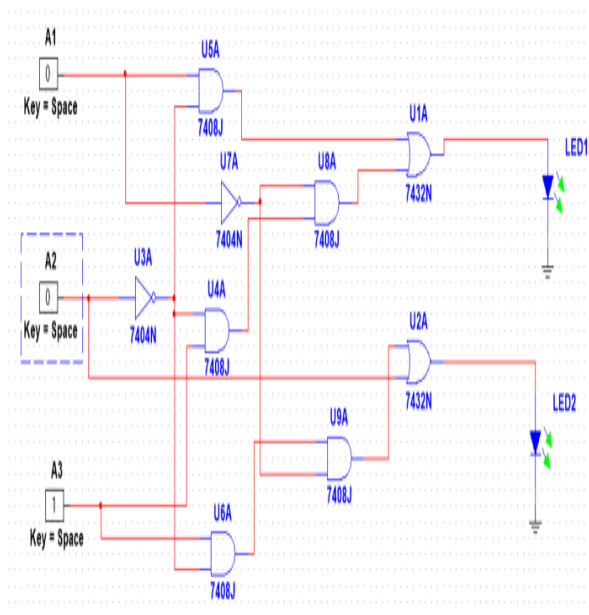 A1
0
Key = Space
U5A
7408J
U1A
7432N
LED1
U7A
7404N
U8A
7408J
A2
0
Key = Space
U3A
7404N
U4A
7408J
U2A
7432N
LED2
U9A
7408J
A3
1
Key = Space
U6A
7408J